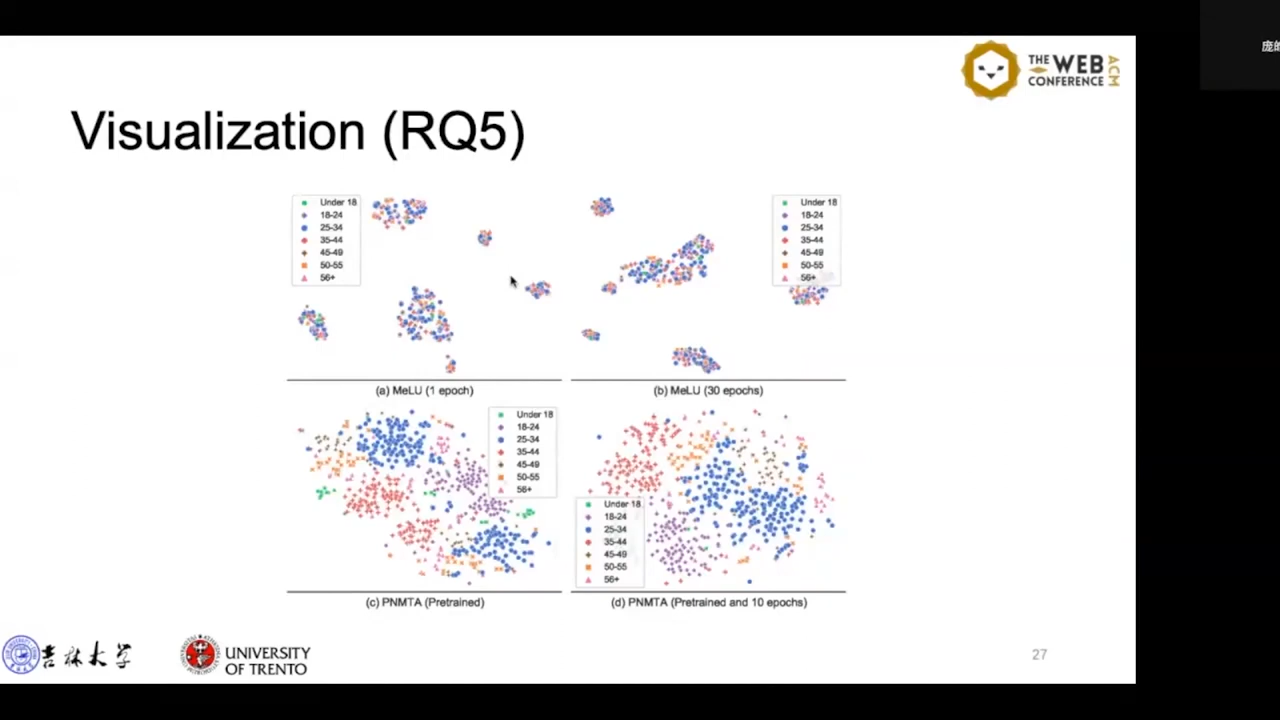 THE WEB CONFERENCE ACM
Visualization (RQ5)
Under 18
18-24
25-34
35-44
45-49
50-55
56+
(a) MeLU (1 epoch)
Under 18
18-24
25-34
35-44
45-49
50-55
56+
(b) MeLU (30 epochs)
Under 18
18-24
25-34
35-44
45-49
50-55
56+
(c) PNMTA (Pretrained)
Under 18
18-24
25-34
35-44
45-49
50-55
56+
(d) PNMTA (Pretrained and 10 epochs)
吉林大学
UNIVERSITY
OF TRENTO
27